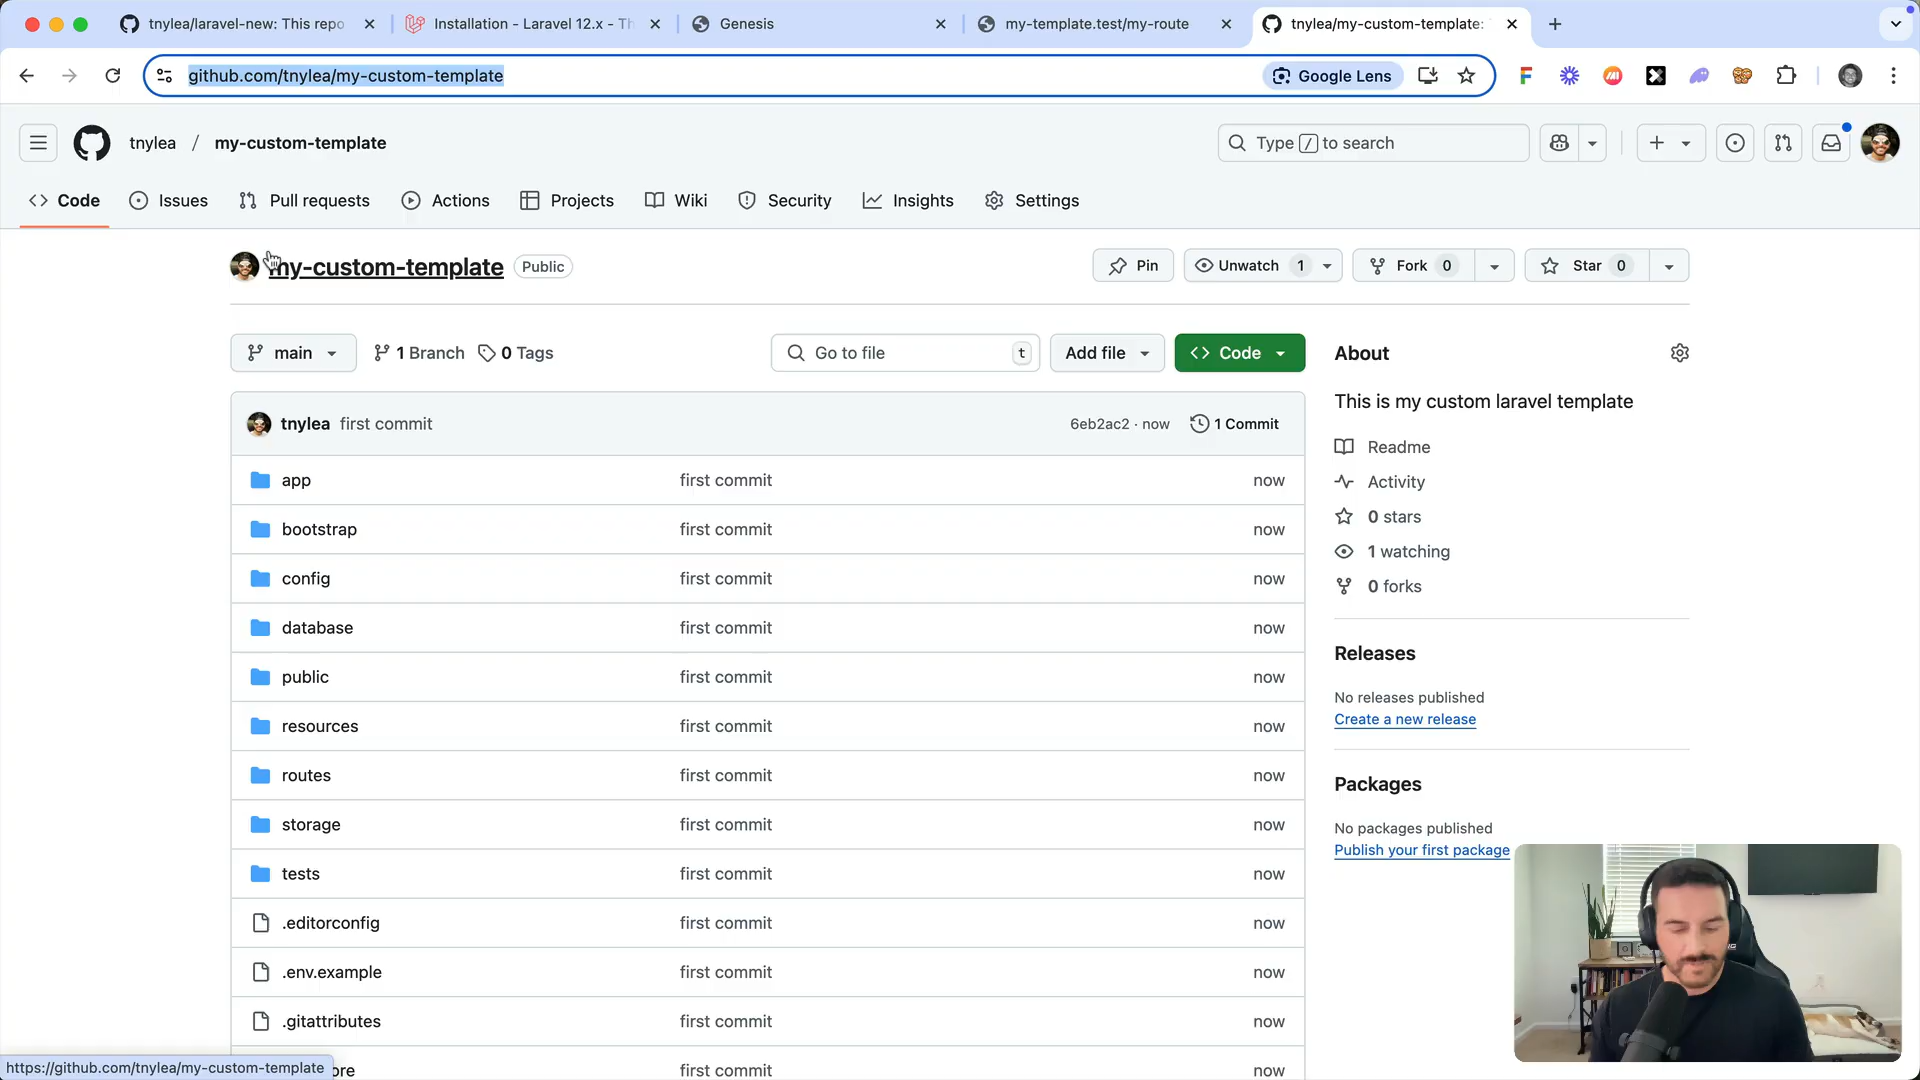 tnylea/laravel-new: This repo
Installation - Laravel 12.x - Th
Genesis
my-template.test/my-route
tnylea/my-custom-template:
github.com/tnylea/my-custom-template
Google Lens
tnylea / my-custom-template
Type / to search
Code
Issues
Pull requests
Actions
Projects
Wiki
Security
Insights
Settings
my-custom-template
Public
Pin
Unwatch 1
Fork 0
Star 0
main
1 Branch
0 Tags
Go to file
t
Add file
Code
tnylea first commit
6eb2ac2 · now
1 Commit
app first commit now
bootstrap first commit now
config first commit now
database first commit now
public first commit now
resources first commit now
routes first commit now
storage first commit now
tests first commit now
.editorconfig first commit now
.env.example first commit now
.gitattributes first commit now
ore first commit now
About
This is my custom laravel template
Readme
Activity
0 stars
1 watching
0 forks
Releases
No releases published
Create a new release
Packages
No packages published
Publish your first package
https://github.com/tnylea/my-custom-template